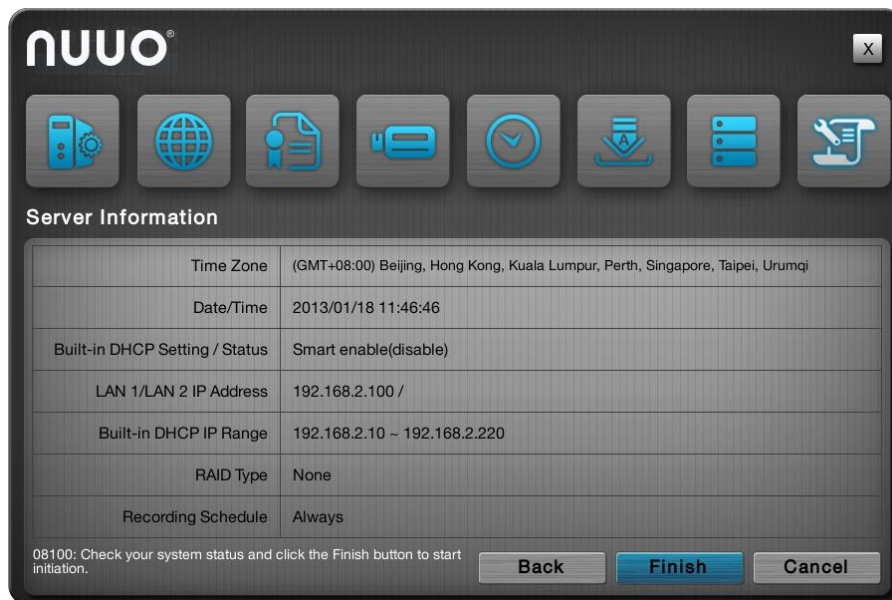 nuuo®
X
A
Server Information
Time Zone (GMT+08:00) Beijing, Hong Kong, Kuala Lumpur, Perth, Singapore, Taipei, Urumqi
Date/Time 2013/01/18 11:46:46
Built-in DHCP Setting / Status Smart enable(disable)
LAN 1/LAN 2 IP Address 192.168.2.100 /
Built-in DHCP IP Range 192.168.2.10 ~ 192.168.2.220
RAID Type None
Recording Schedule Always
08100: Check your system status and click the Finish button to start
initiation.
Back Finish Cancel